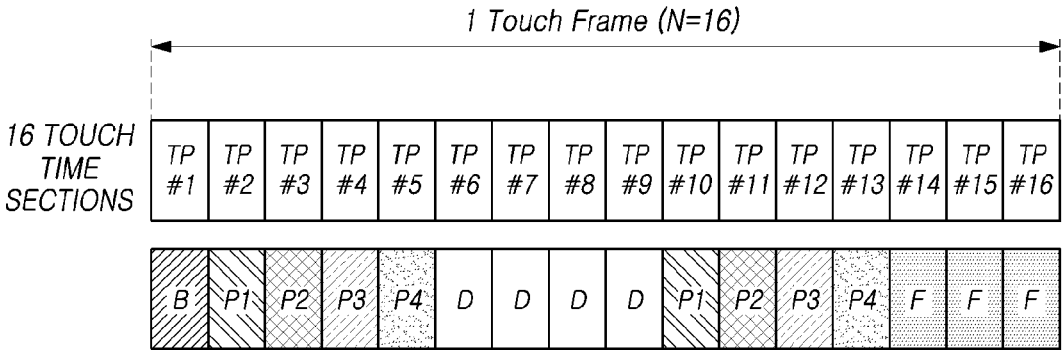 1 Touch Frame (N=16)
16 TOUCH
TIME
SECTIONS
TP TP TP TP TP TP TP TP TP TP TP TP TP TP TP TP
#1 #2 #3 #4 #5 #6 #7 #8 #9 #10 #11 #12 #13 #14 #15 #16
B P1 P2 P3 P4 D D D D P1 P2 P3 P4 F F F